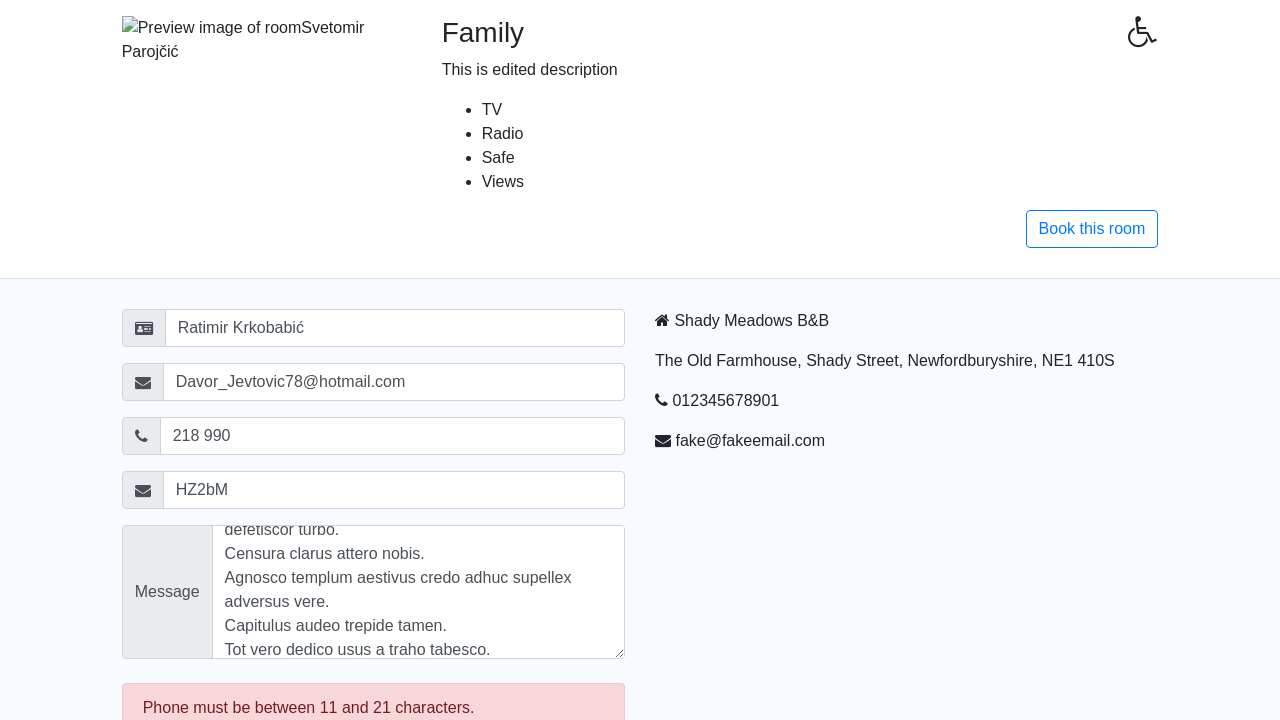 Preview image of roomSvetomir
Parojčić
Family
This is edited description
TV
Radio
Safe
Views
Book this room
Ratimir Krkobabić
Davor_Jevtovic78@hotmail.com
218 990
HZ2bM
Message
defetiscor turbo.
Censura clarus attero nobis.
Agnosco templum aestivus credo adhuc supellex
adversus vere.
Capitulus audeo trepide tamen.
Tot vero dedico usus a traho tabesco.
Phone must be between 11 and 21 characters.
Shady Meadows B&B
The Old Farmhouse, Shady Street, Newfordburyshire, NE1 410S
012345678901
fake@fakeemail.com